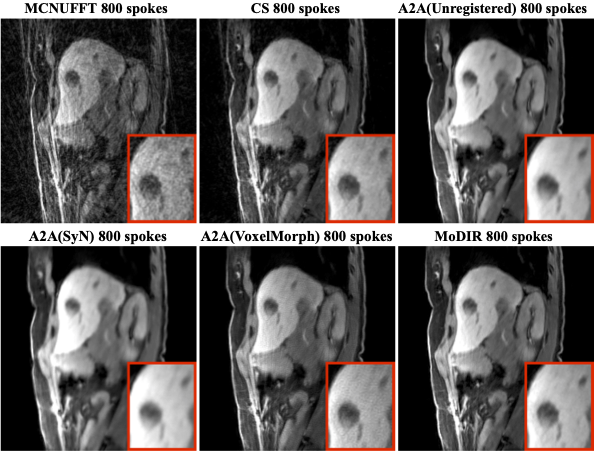 MCNUFFT 800 spokes
CS 800 spokes
A2A(Unregistered) 800 spokes
A2A(SyN) 800 spokes
A2A(VoxelMorph) 800 spokes
MoDIR 800 spokes